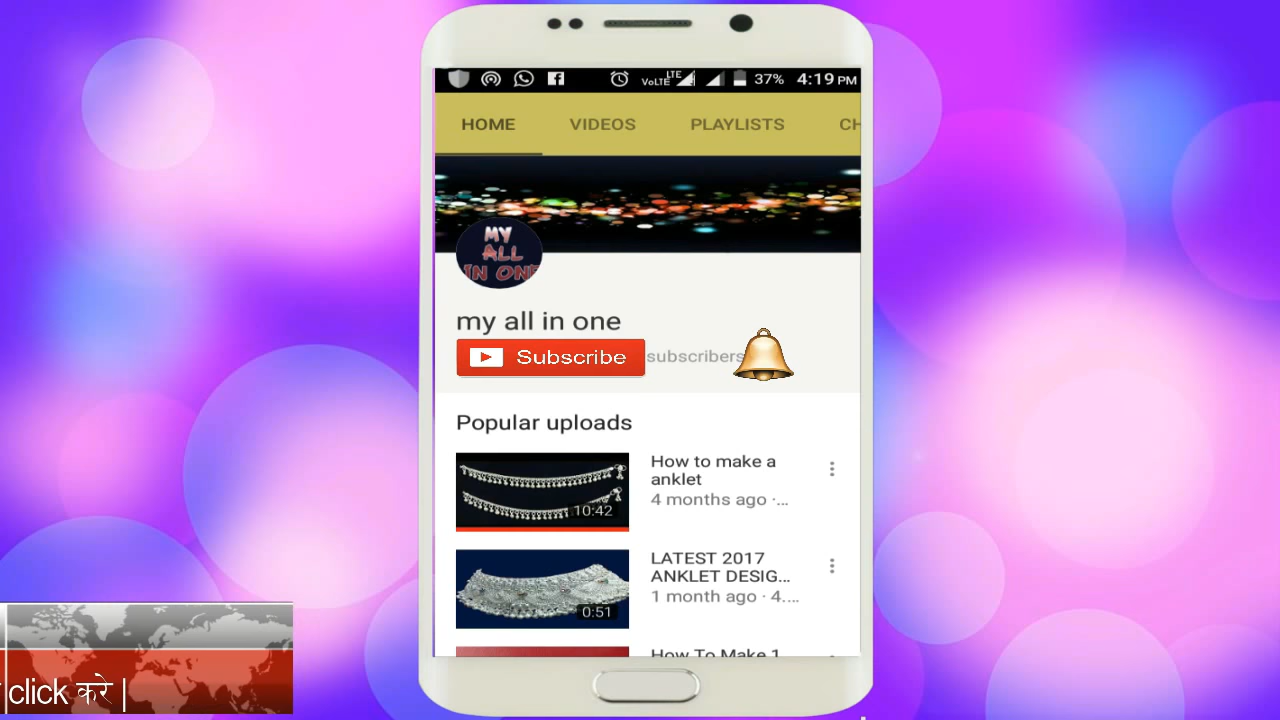 VoLTE LTE 37% 4:19 PM
HOME VIDEOS PLAYLISTS CH
MY
ALL
IN ONE
my all in one
Subscribe subscribers
Popular uploads
How to make a
anklet
4 months ago ·...
10:42
LATEST 2017
ANKLET DESIG...
1 month ago · 4....
0:51
How To Make 1
click करे |